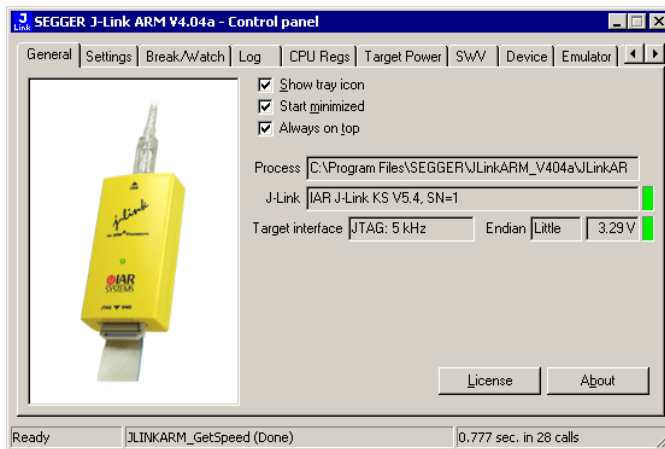 SEGGER J-Link ARM V4.04a - Control panel
General Settings Break/Watch Log CPU Regs Target Power SWV Device Emulator
Show tray icon
Start minimized
Always on top
Process C:\Program Files\SEGGER\JLinkARM_V404a\JLinkAR
J-Link IAR J-Link KS V5.4, SN=1
Target interface JTAG: 5 kHz Endian Little 3.29 V
j-link
IAR
SYSTEMS
License About
Ready JLINKARM_GetSpeed (Done) 0.777 sec. in 28 calls